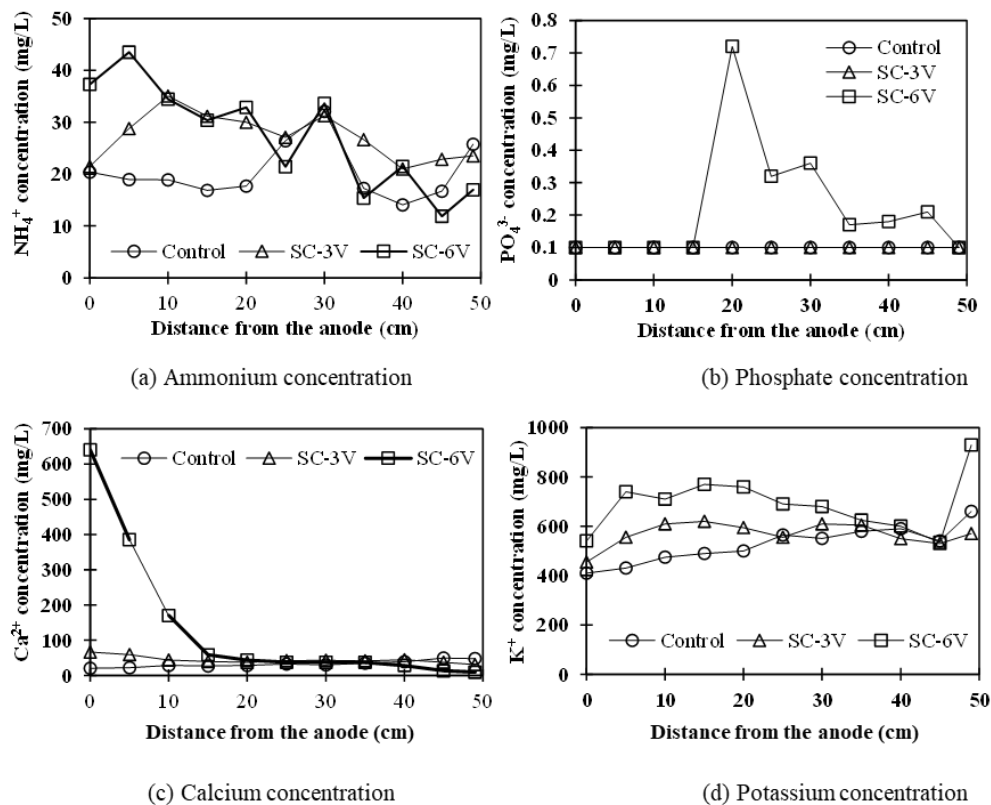 50
40
30
20
10
0
NH₄⁺ concentration (mg/L)
Control SC-3V SC-6V
0 10 20 30 40 50
Distance from the anode (cm)
(a) Ammonium concentration
0.8
0.7
0.6
0.5
0.4
0.3
0.2
0.1
0
PO₄³⁻ concentration (mg/L)
Control
SC-3V
SC-6V
0 10 20 30 40 50
Distance from the anode (cm)
(b) Phosphate concentration
700
600
500
400
300
200
100
0
Ca²⁺ concentration (mg/L)
Control SC-3V SC-6V
0 10 20 30 40 50
Distance from the anode (cm)
(c) Calcium concentration
1000
800
600
400
200
0
K⁺ concentration (mg/L)
Control SC-3V SC-6V
0 10 20 30 40 50
Distance from the anode (cm)
(d) Potassium concentration